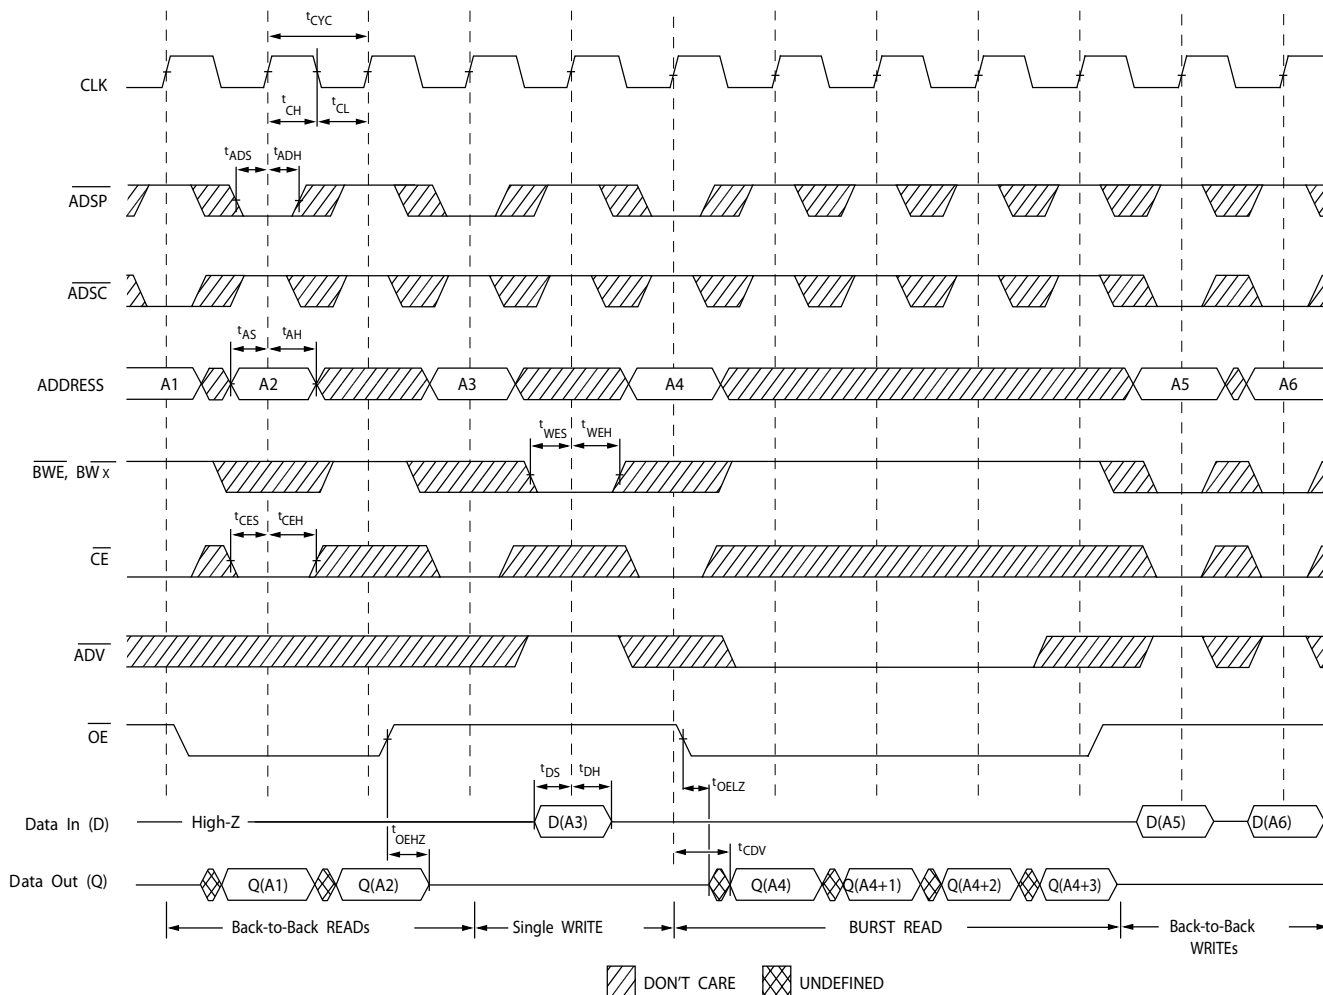 tCYC
CLK
tCH tCL
tADS tADH
ADSP
ADSC
tAS tAH
ADDRESS A1 A2 A3 A4 A5 A6
tWES tWEH
BWE, BW x
tCES tCEH
CE
ADV
OE
tDS tDH
tOELZ
Data In (D) High-Z D(A3) D(A5) D(A6)
tOEHZ
tCDV
Data Out (Q) Q(A1) Q(A2) Q(A4) Q(A4+1) Q(A4+2) Q(A4+3)
Back-to-Back READs Single WRITE BURST READ Back-to-Back
WRITEs
DON'T CARE UNDEFINED